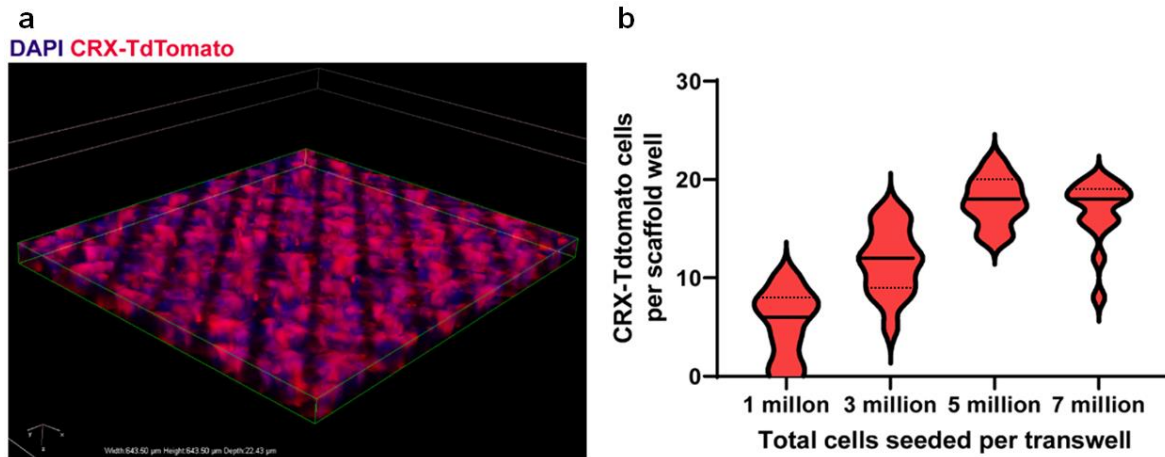 a
DAPI CRX-TdTomato
Width:643.50 µm Height:643.50 µm Depth:22.43 µm
x
y
z
b
CRX-Tdtomato cells
per scaffold well
30
20
10
0
1 millon 3 million 5 million 7 million
Total cells seeded per transwell